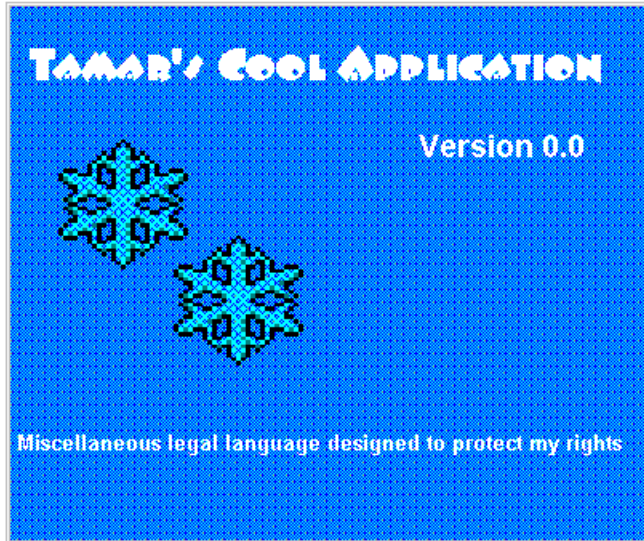 Tamar's Cool Application
Version 0.0
Miscellaneous legal language designed to protect my rights